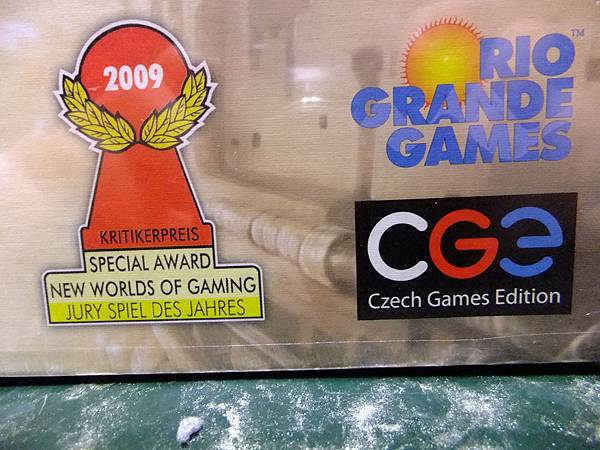 2009
KRITIKERPREIS
SPECIAL AWARD
NEW WORLDS OF GAMING
JURY SPIEL DES JAHRES
RIO
GRANDE
GAMES
TM
CGE
Czech Games Edition